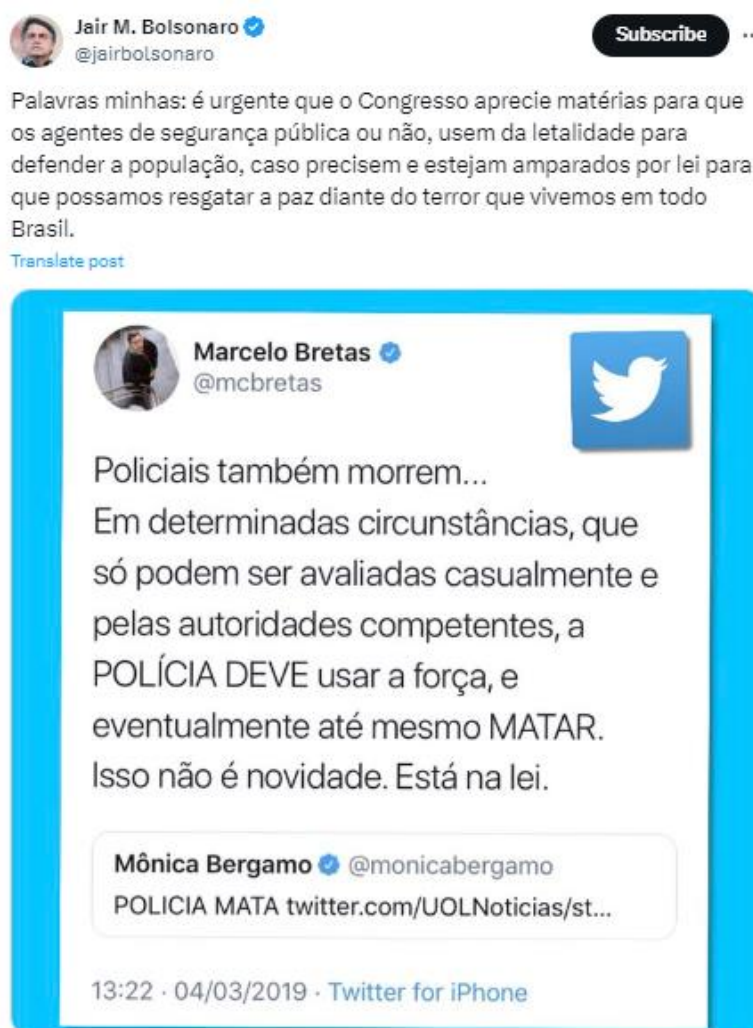 Jair M. Bolsonaro
Subscribe
@jairbolsonaro
Palavras minhas: é urgente que o Congresso aprecie matérias para que
os agentes de segurança pública ou não, usem da letalidade para
defender a população, caso precisem e estejam amparados por lei para
que possamos resgatar a paz diante do terror que vivemos em todo
Brasil.
Translate post
Marcelo Bretas
@mcbretas
Policiais também morrem...
Em determinadas circunstâncias, que
só podem ser avaliadas casualmente e
pelas autoridades competentes, a
POLÍCIA DEVE usar a força, e
eventualmente até mesmo MATAR.
Isso não é novidade. Está na lei.
Mônica Bergamo @monicabergamo
POLICIA MATA twitter.com/UOLNoticias/st...
13:22 · 04/03/2019 · Twitter for iPhone